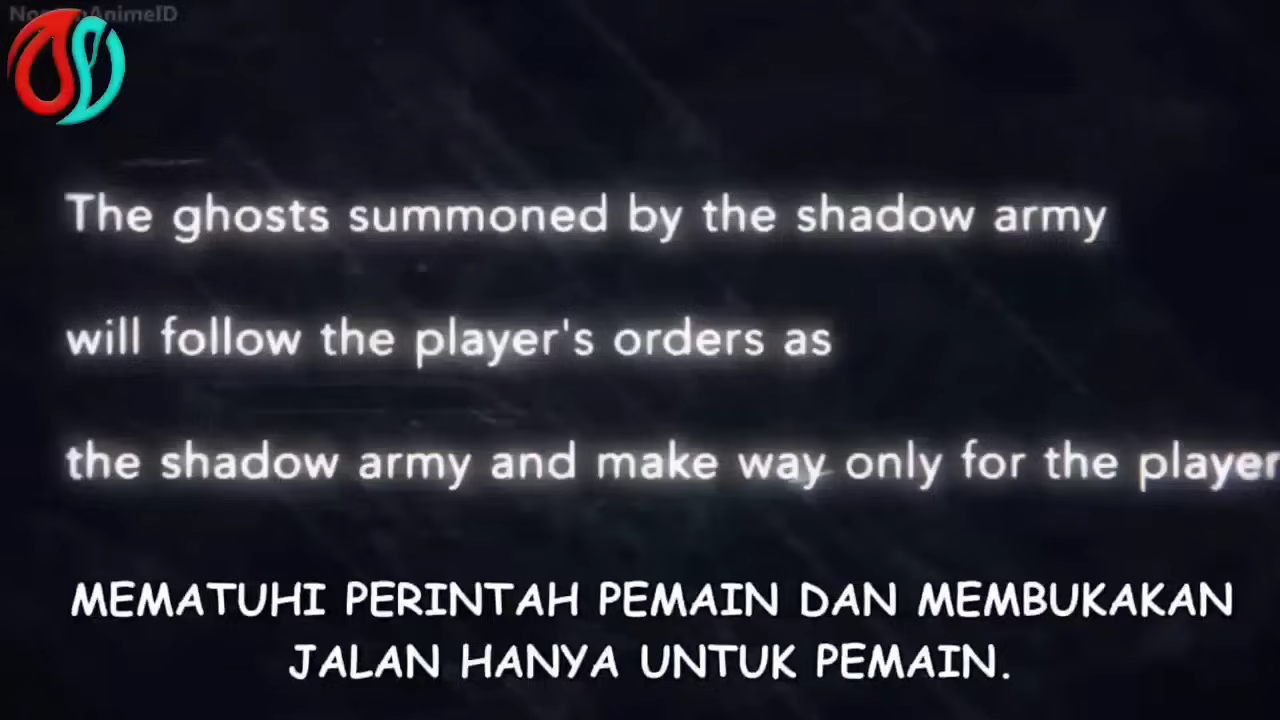 The ghosts summoned by the shadow army
will follow the player's orders as
the shadow army and make way only for the player
MEMATUHI PERINTAH PEMAIN DAN MEMBUKAKAN
JALAN HANYA UNTUK PEMAIN.